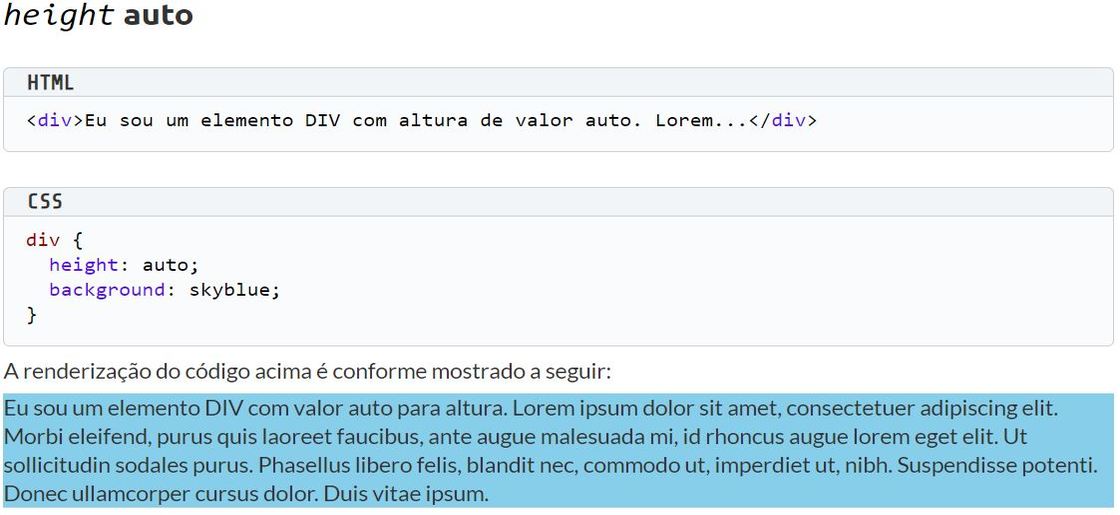 height auto
HTML
<div>Eu sou um elemento DIV com altura de valor auto. Lorem...</div>
CSS
div {
  height: auto;
  background: skyblue;
}
A renderização do código acima é conforme mostrado a seguir:
Eu sou um elemento DIV com valor auto para altura. Lorem ipsum dolor sit amet, consectetuer adipiscing elit.
Morbi eleifend, purus quis laoreet faucibus, ante augue malesuada mi, id rhoncus augue lorem eget elit. Ut
sollicitudin sodales purus. Phasellus libero felis, blandit nec, commodo ut, imperdiet ut, nibh. Suspendisse potenti.
Donec ullamcorper cursus dolor. Duis vitae ipsum.